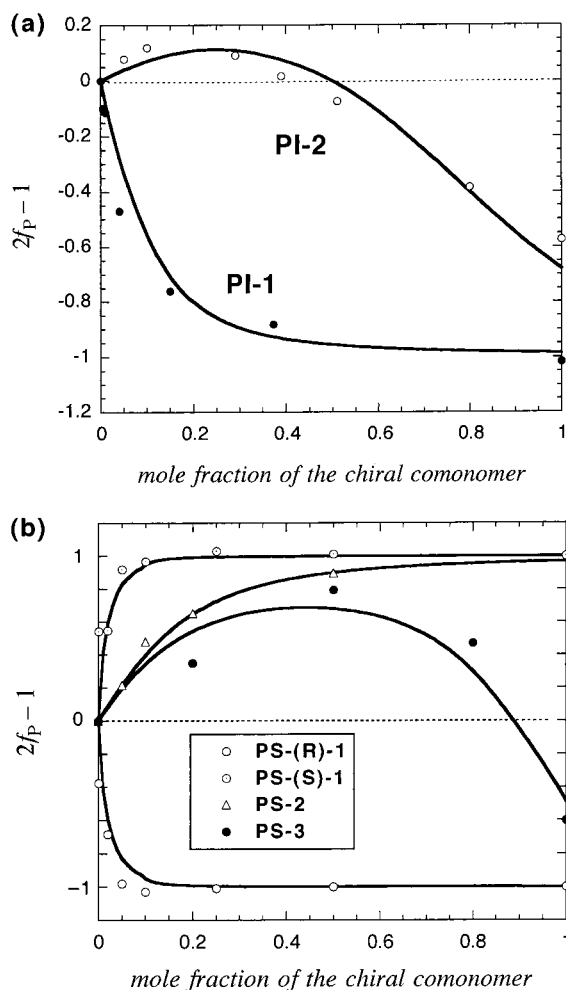 (a)
0.2
0
-0.2
-0.4
-0.6
-0.8
-1
-1.2
2fP – 1
PI-2
PI-1
0 0.2 0.4 0.6 0.8 1
mole fraction of the chiral comonomer
(b)
1
0
-1
2fP – 1
PS-(R)-1
PS-(S)-1
PS-2
PS-3
0 0.2 0.4 0.6 0.8 1
mole fraction of the chiral comonomer